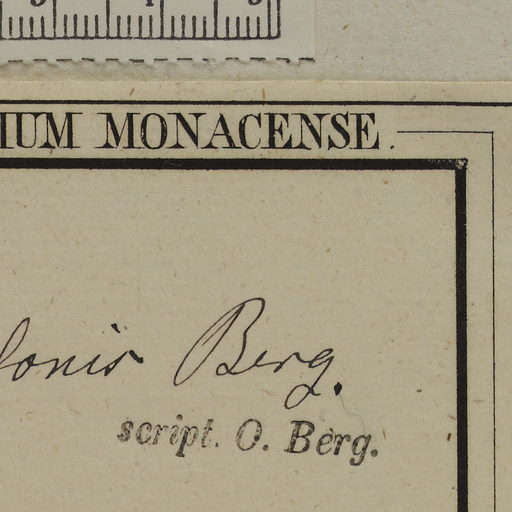 IUM MONACENSE.
lonis Berg.
script. O. Berg.